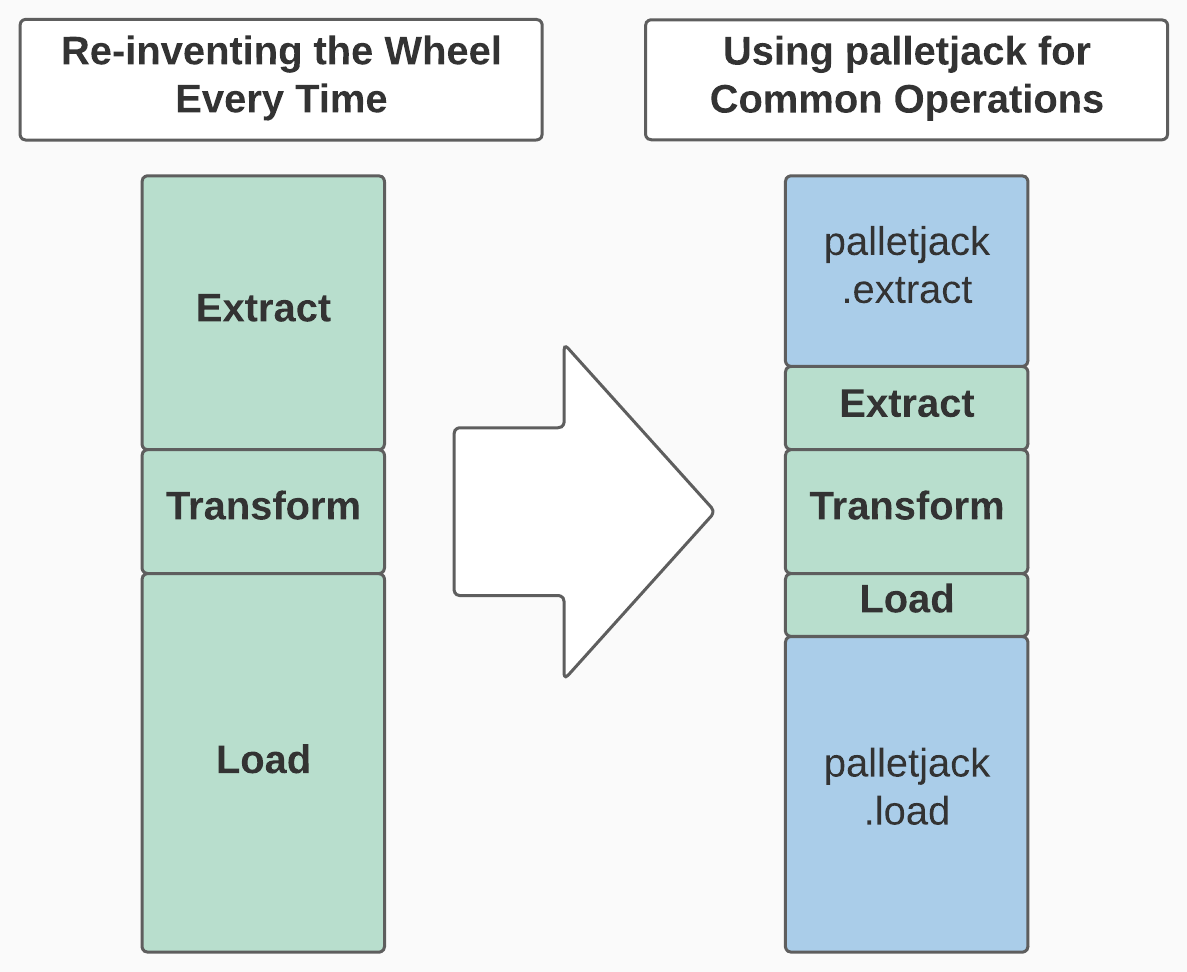 Re-inventing the Wheel
Every Time
Using palletjack for
Common Operations
Extract
Transform
Load
palletjack
.extract
Extract
Transform
Load
palletjack
.load